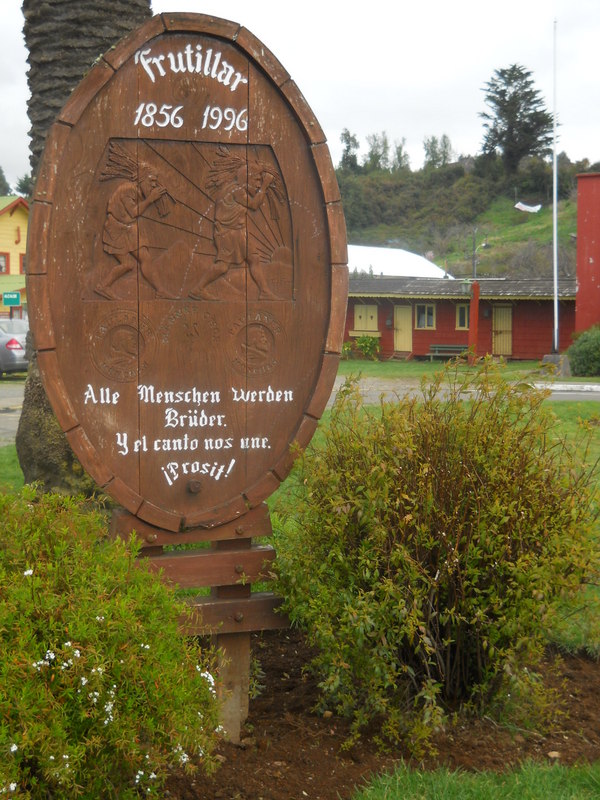 Frutillar
1856 1996
Alle Menschen werden
Brüder.
Y el canto nos une.
¡Prosit!